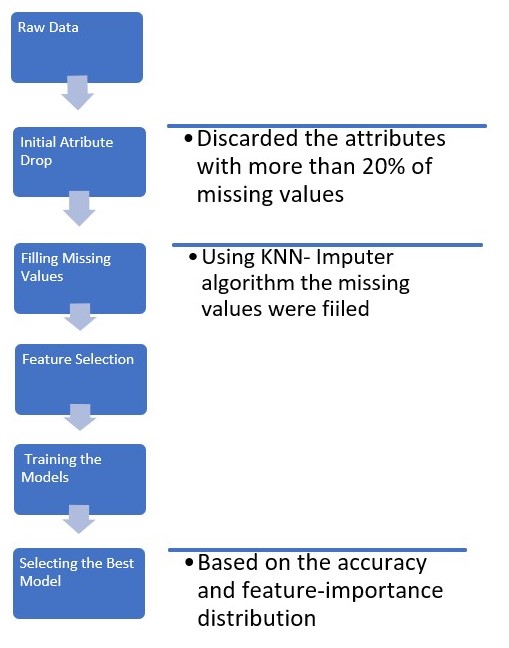 Raw Data
Initial Atribute
Drop
• Discarded the attributes
with more than 20% of
missing values
Filling Missing
Values
• Using KNN- Imputer
algorithm the missing
values were fiiled
Feature Selection
Training the
Models
Selecting the Best
Model
• Based on the accuracy
and feature-importance
distribution